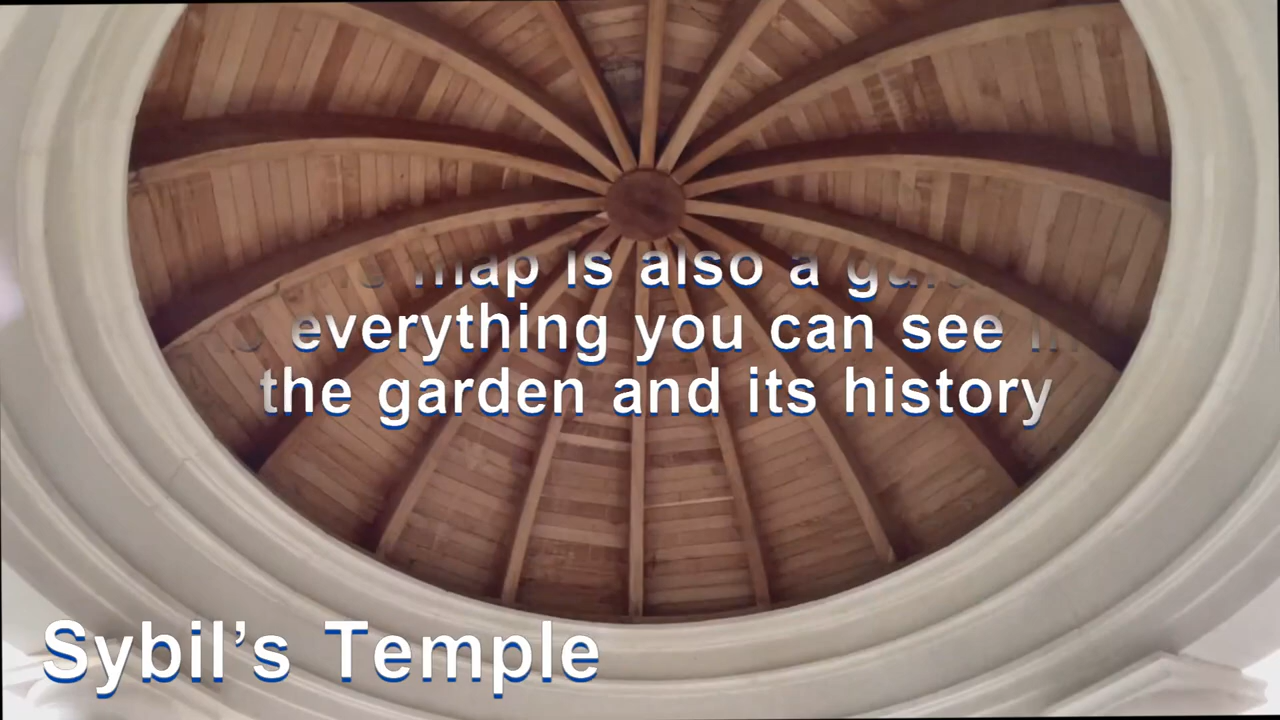 map is also a
everything you can see
the garden and its history
Sybil’s Temple